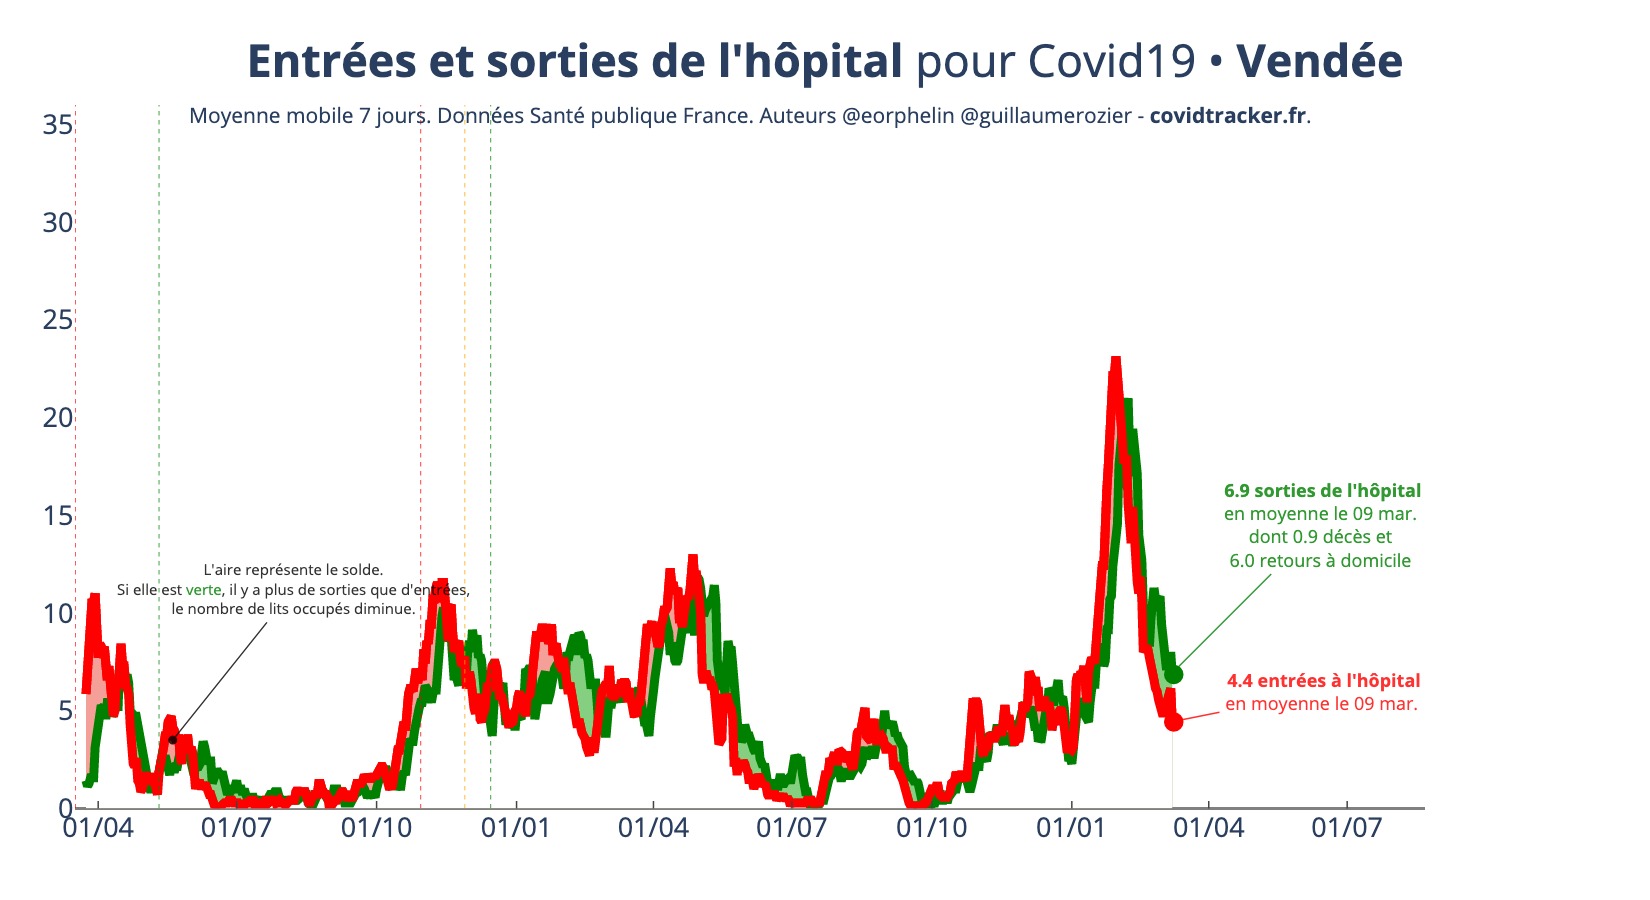 Entrées et sorties de l'hôpital pour Covid19 • Vendée
Moyenne mobile 7 jours. Données Santé publique France. Auteurs @eorphelin @guillaumerozier - covidtracker.fr.
35
30
25
20
15
10
5
0
6.9 sorties de l'hôpital
en moyenne le 09 mar.
dont 0.9 décès et
6.0 retours à domicile
L'aire représente le solde.
Si elle est verte, il y a plus de sorties que d'entrées,
le nombre de lits occupés diminue.
4.4 entrées à l'hôpital
en moyenne le 09 mar.
01/04 01/07 01/10 01/01 01/04 01/07 01/10 01/01 01/04 01/07